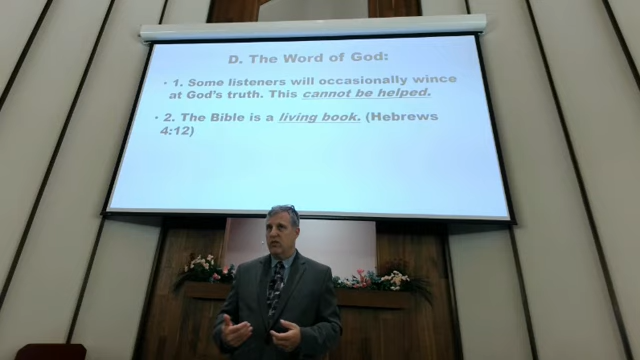 D. The Word of God:
• 1. Some listeners will occasionally wince
at God's truth. This cannot be helped.
• 2. The Bible is a living book. (Hebrews
4:12)